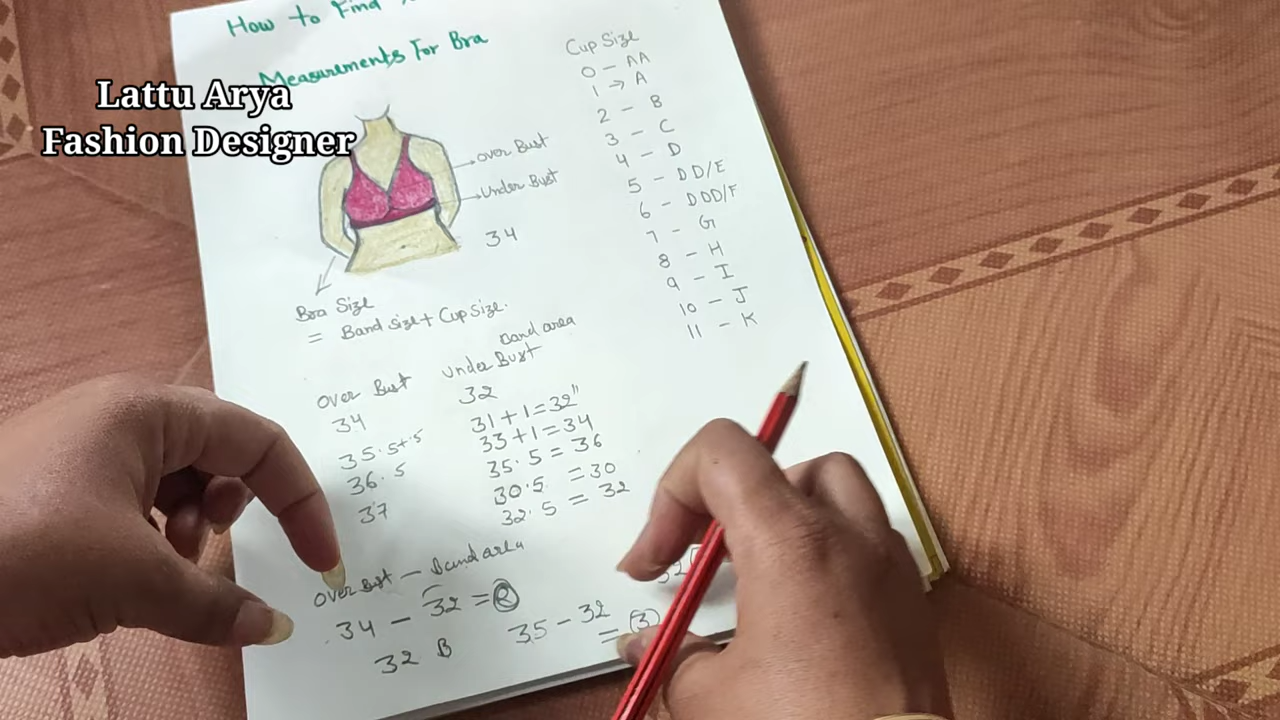 How to Find
Measurements For Bra
Lattu Arya
Fashion Designer
over Bust
Under Bust
34
Bra Size
= Band size + Cup Size.
Cup Size
0 - AA
1 → A
2 - B
3 - C
4 - D
5 - DD/E
6 - DDD/F
7 - G
8 - H
9 - I
10 - J
11 - K
Over Bust
34
35.5+.5
36.5
37
Band area
Under Bust
32
31+1=32"
33+1=34
35.5=36
30.5 =30
32.5 = 32
Over Bust - Band area
34 - 32 = 2
32 B
35 - 32
= 3
32